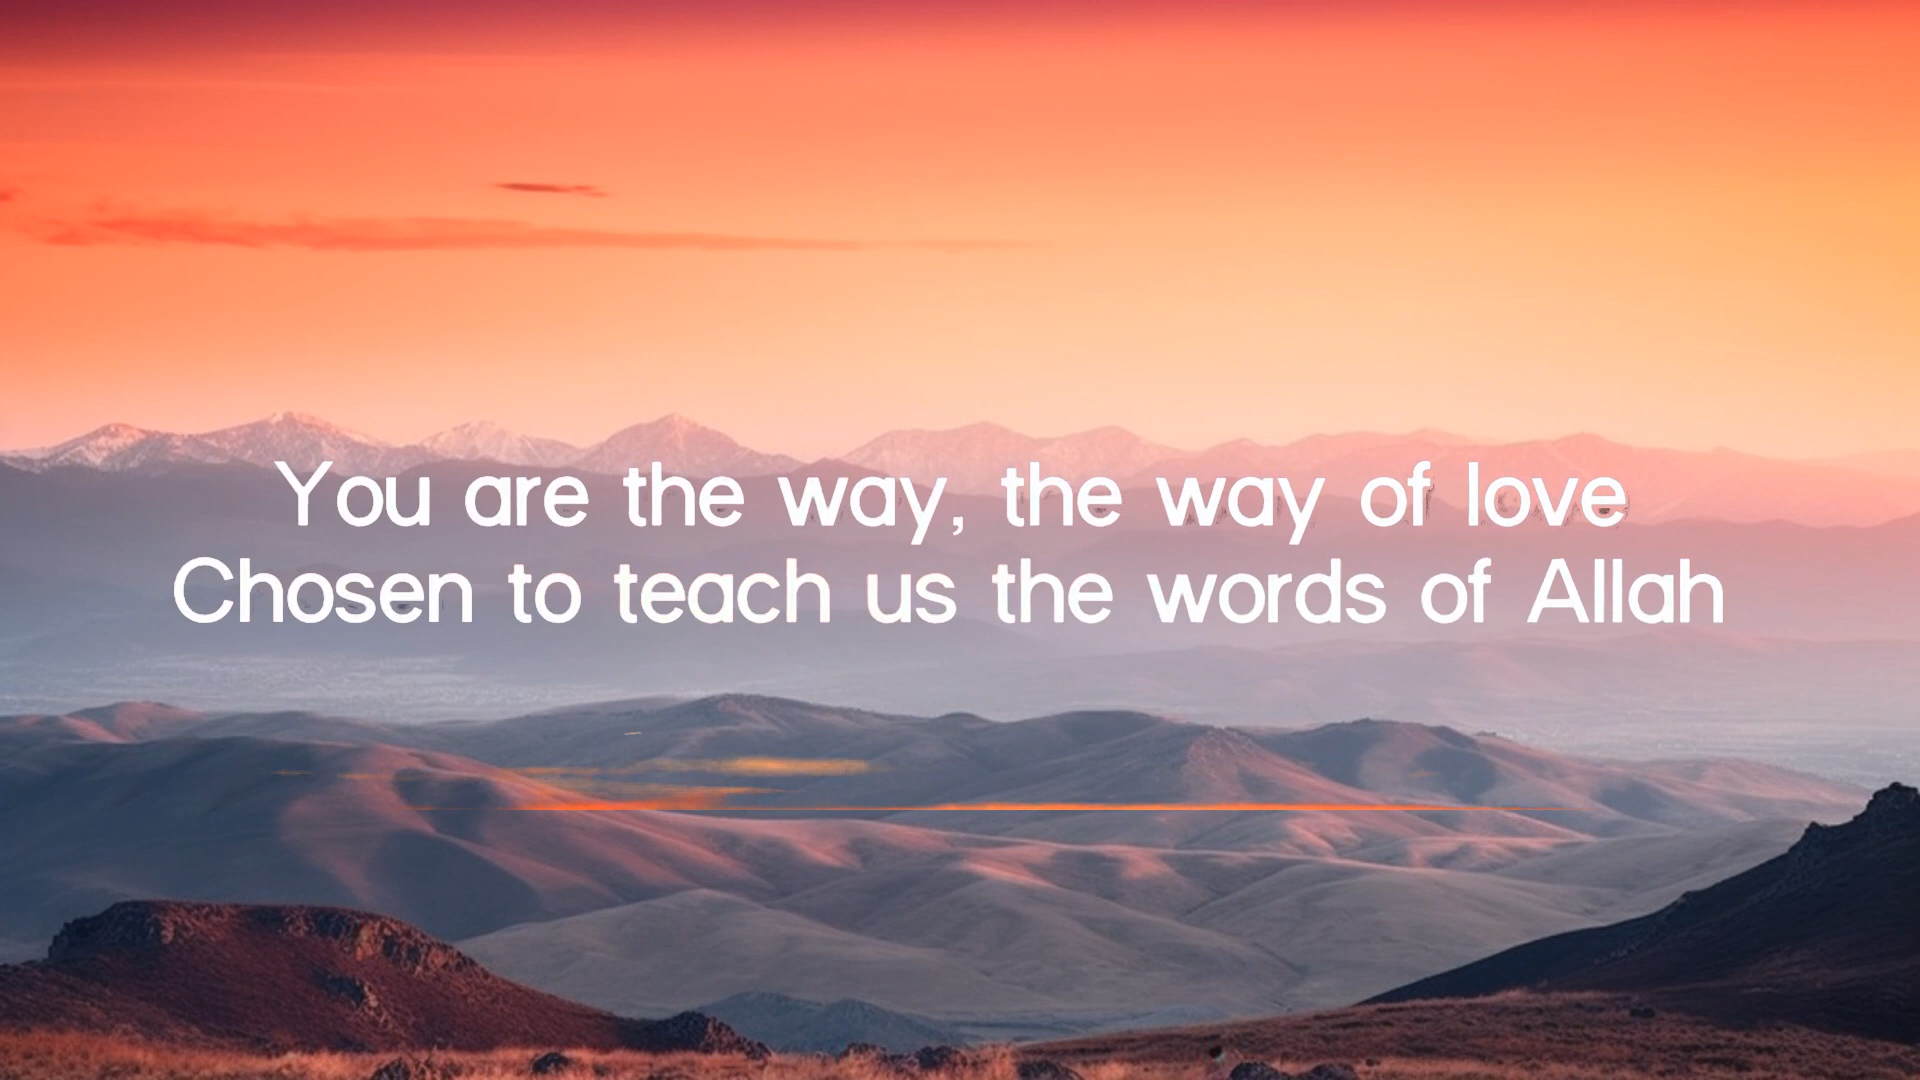 You are the way, the way of love
Chosen to teach us the words of Allah